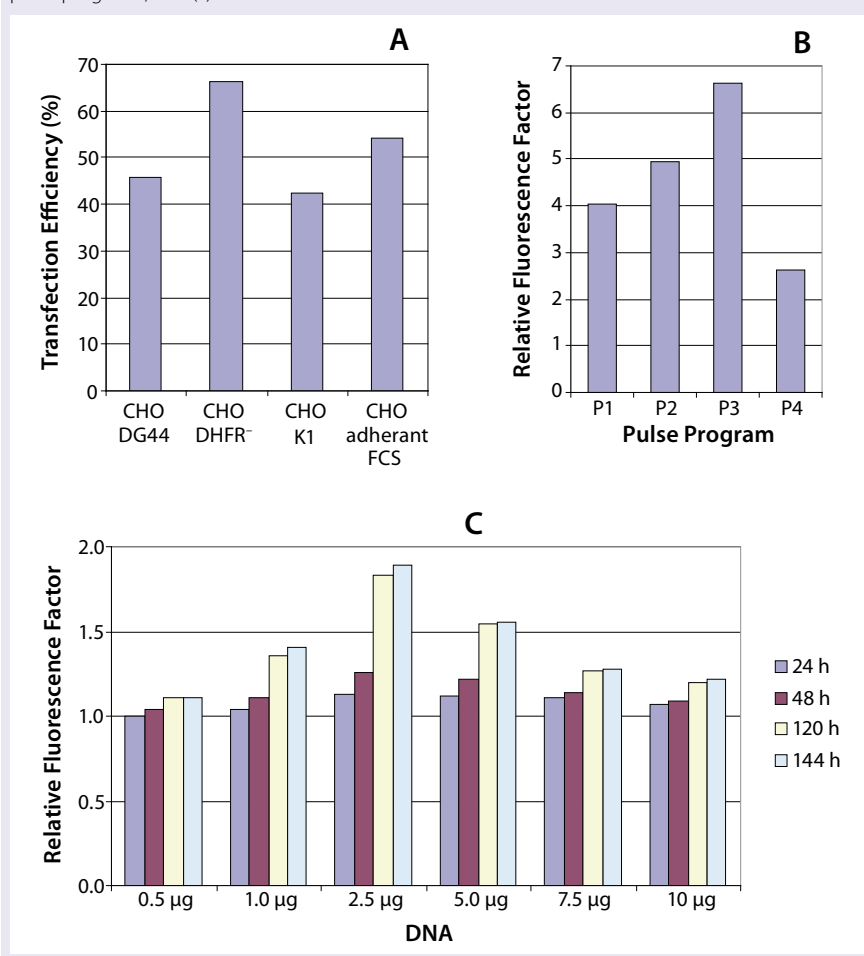 A
Transfection Efficiency (%)
70
60
50
40
30
20
10
0
CHO DG44
CHO DHFR⁻
CHO K1
CHO adherant FCS
B
Relative Fluorescence Factor
7
6
5
4
3
2
1
0
P1 P2 P3 P4
Pulse Program
C
Relative Fluorescence Factor
2.0
1.5
1.0
0.5
0.0
0.5 µg 1.0 µg 2.5 µg 5.0 µg 7.5 µg 10 µg
DNA
24 h
48 h
120 h
144 h